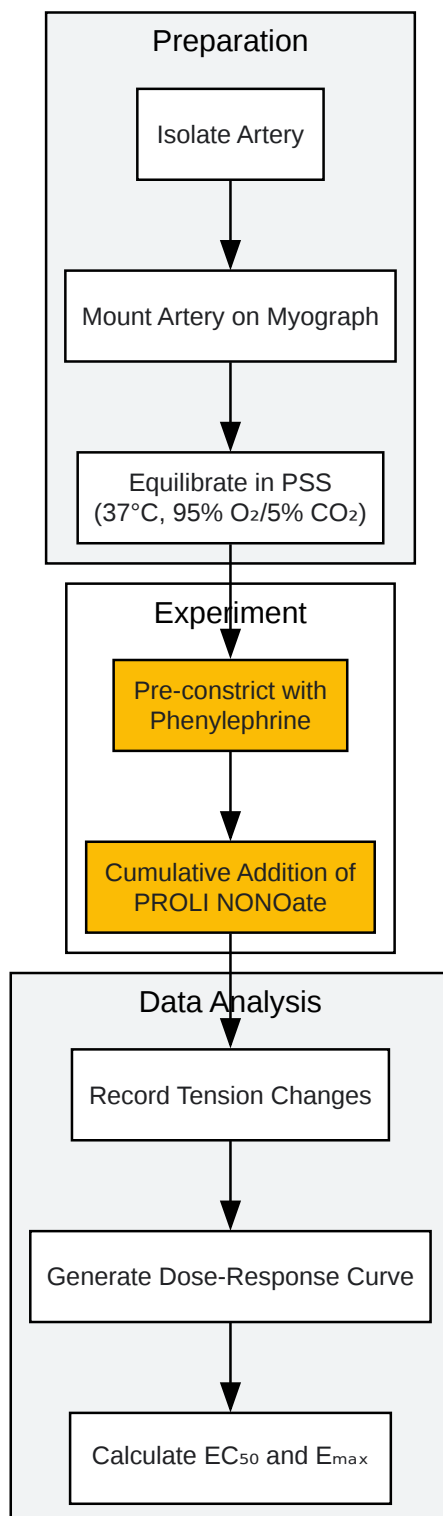 Preparation
Isolate Artery
Mount Artery on Myograph
Equilibrate in PSS
(37°C, 95% O₂/5% CO₂)
Experiment
Pre-constrict with
Phenylephrine
Cumulative Addition of
PROLI NONOate
Data Analysis
Record Tension Changes
Generate Dose-Response Curve
Calculate EC₅₀ and Eₘₐₓ